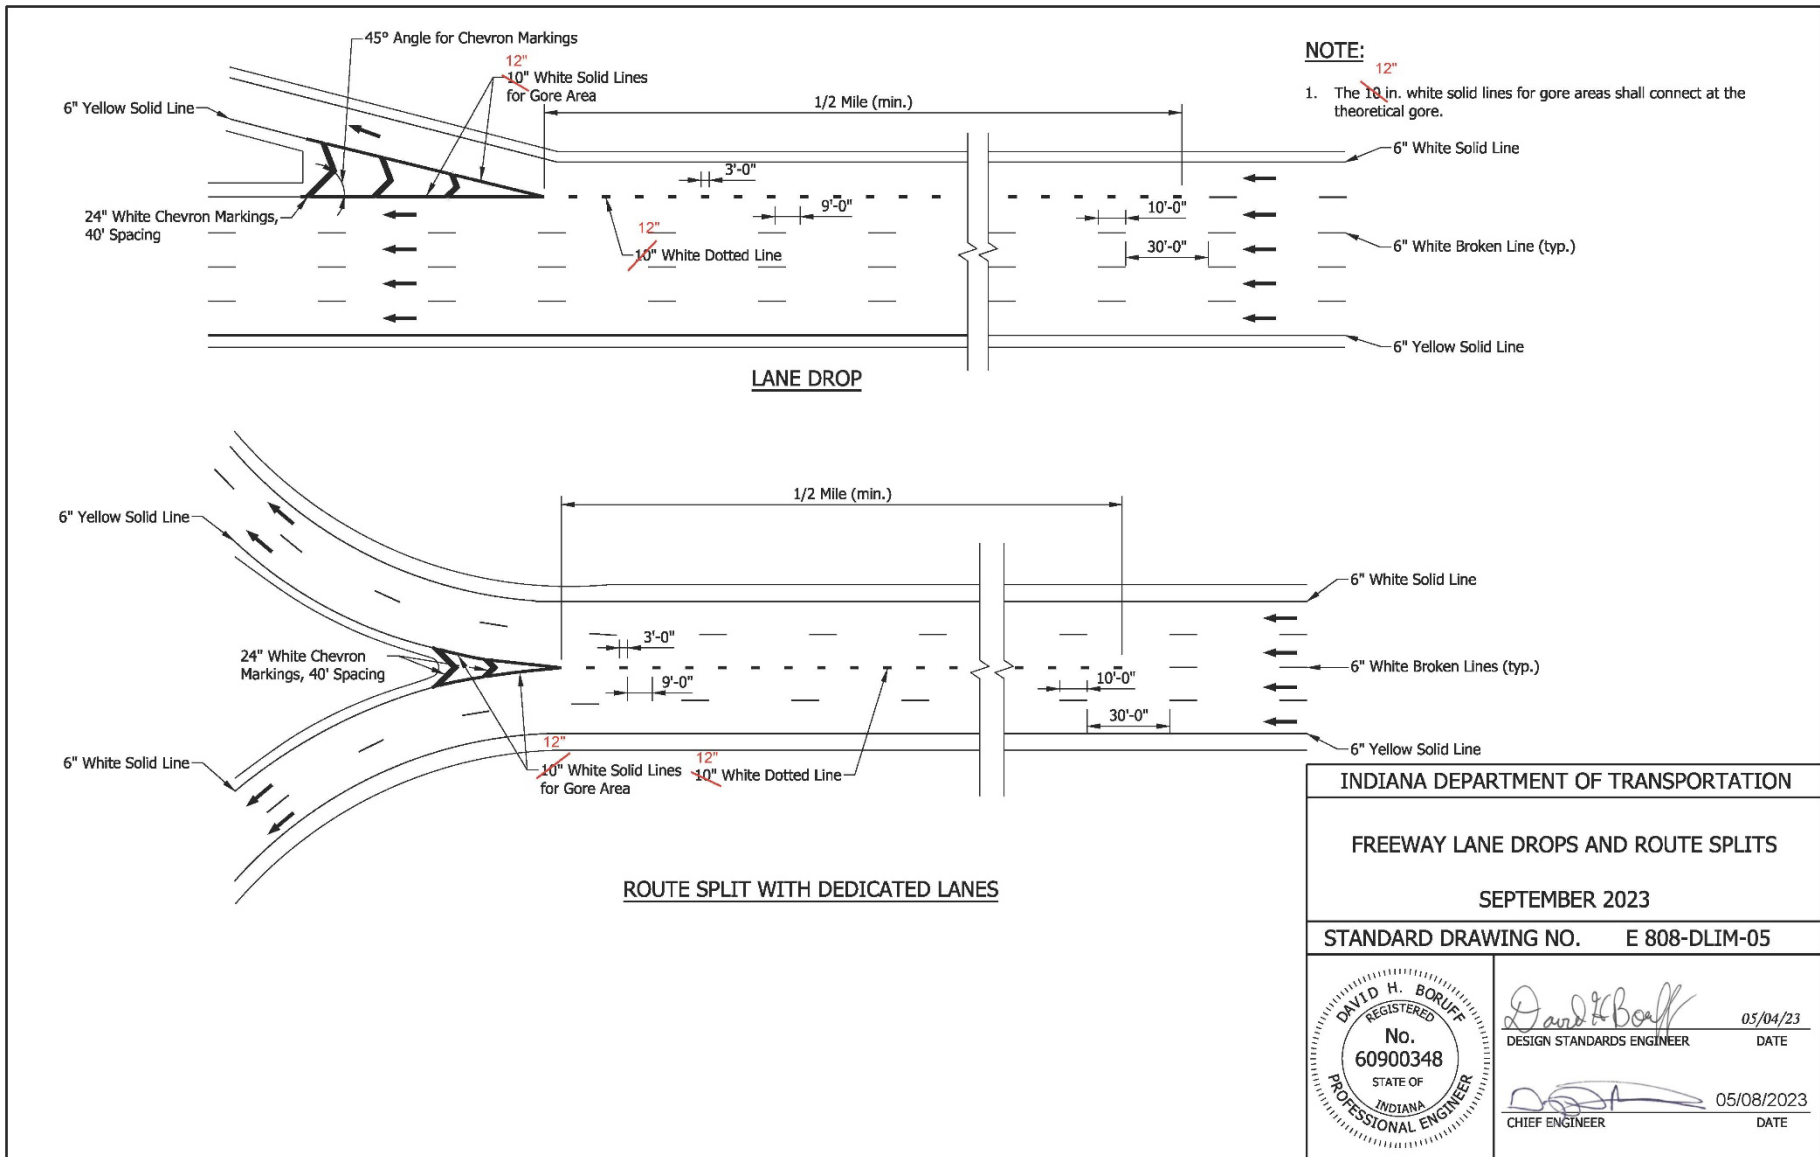 45° Angle for Chevron Markings
12"
10" White Solid Lines
for Gore Area
6" Yellow Solid Line
1/2 Mile (min.)
NOTE:
12"
1. The 10 in. white solid lines for gore areas shall connect at the
theoretical gore.
6" White Solid Line
3'-0"
9'-0"
10'-0"
24" White Chevron Markings,
40' Spacing
12"
10" White Dotted Line
30'-0"
6" White Broken Line (typ.)
6" Yellow Solid Line
LANE DROP
1/2 Mile (min.)
6" Yellow Solid Line
6" White Solid Line
3'-0"
24" White Chevron
Markings, 40' Spacing
9'-0"
10'-0"
6" White Broken Lines (typ.)
30'-0"
6" White Solid Line
12"
10" White Solid Lines
for Gore Area
12"
10" White Dotted Line
6" Yellow Solid Line
ROUTE SPLIT WITH DEDICATED LANES
INDIANA DEPARTMENT OF TRANSPORTATION
FREEWAY LANE DROPS AND ROUTE SPLITS
SEPTEMBER 2023
STANDARD DRAWING NO. E 808-DLIM-05
DAVID H. BORUFF
REGISTERED
No.
60900348
STATE OF
INDIANA
PROFESSIONAL ENGINEER
David H Boruff 05/04/23
DESIGN STANDARDS ENGINEER DATE
05/08/2023
CHIEF ENGINEER DATE